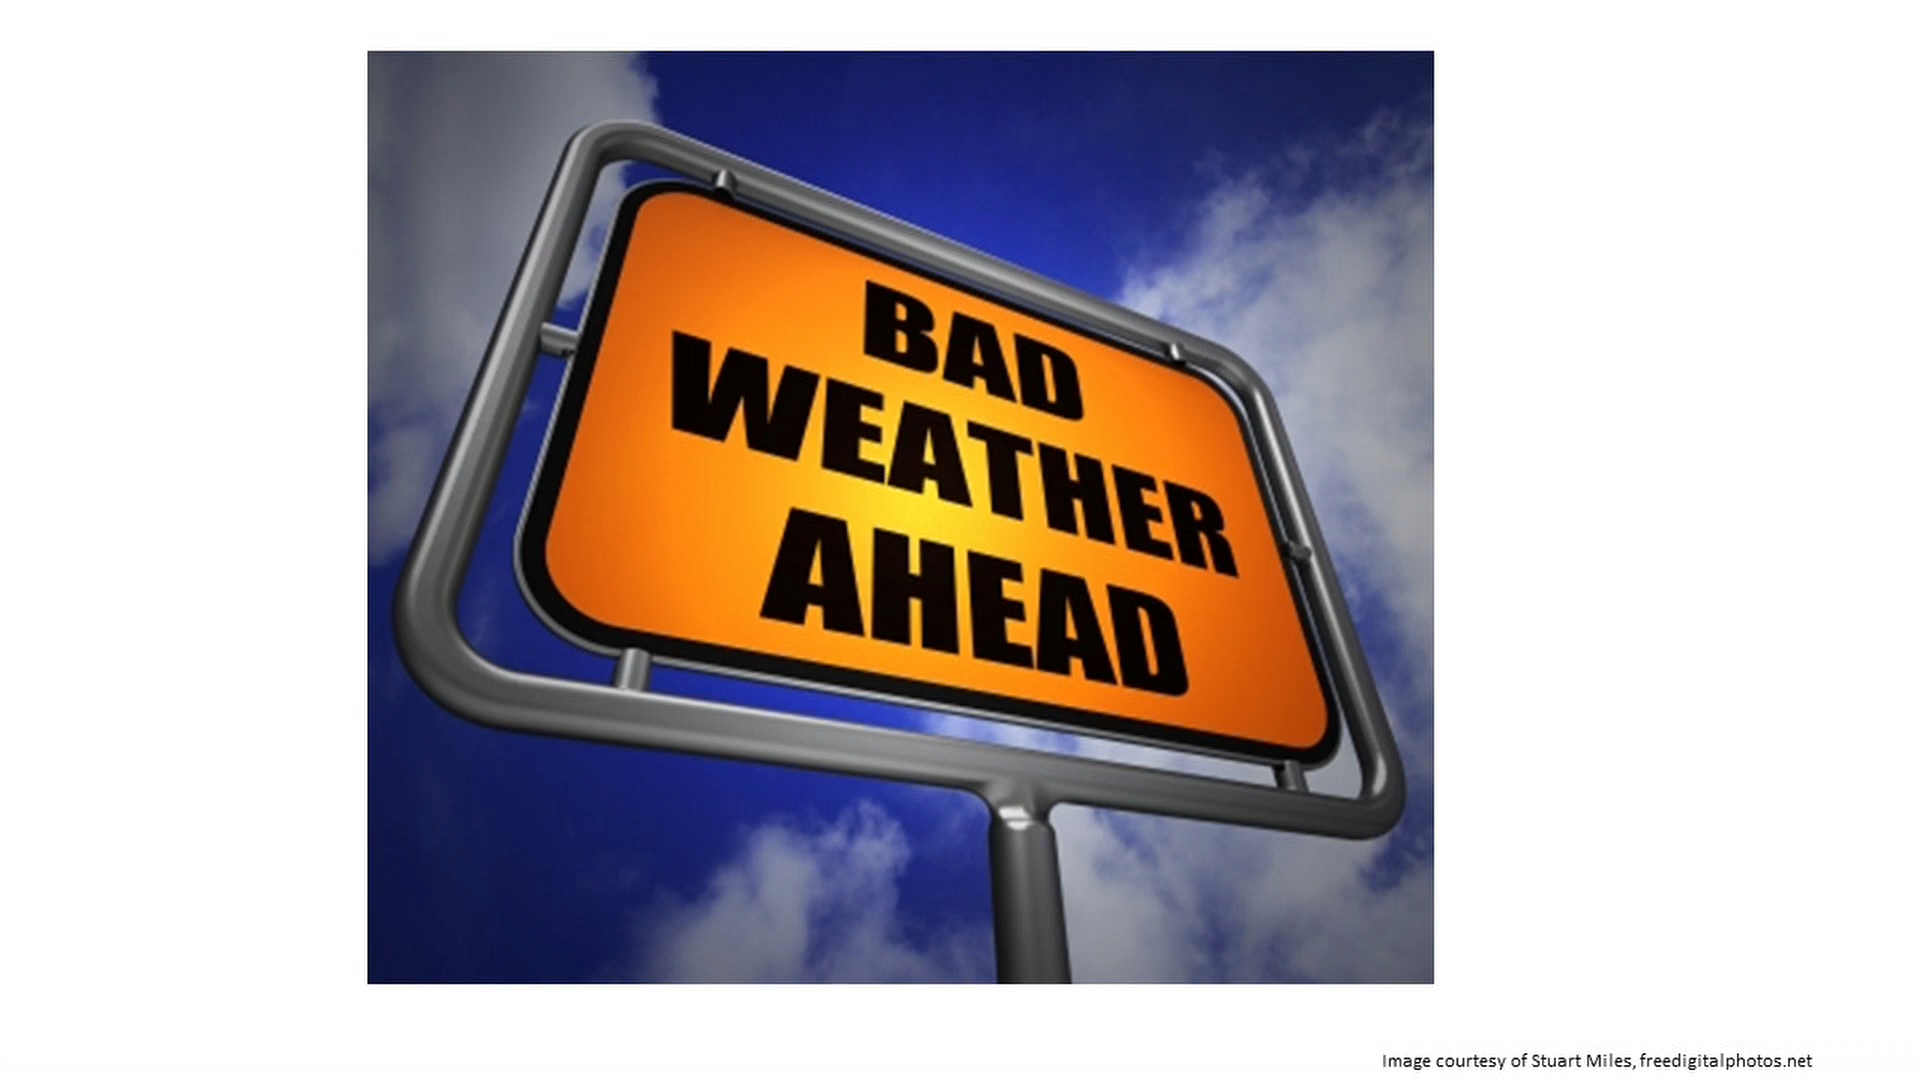 BAD
WEATHER
AHEAD
Image courtesy of Stuart Miles, freedigitalphotos.net